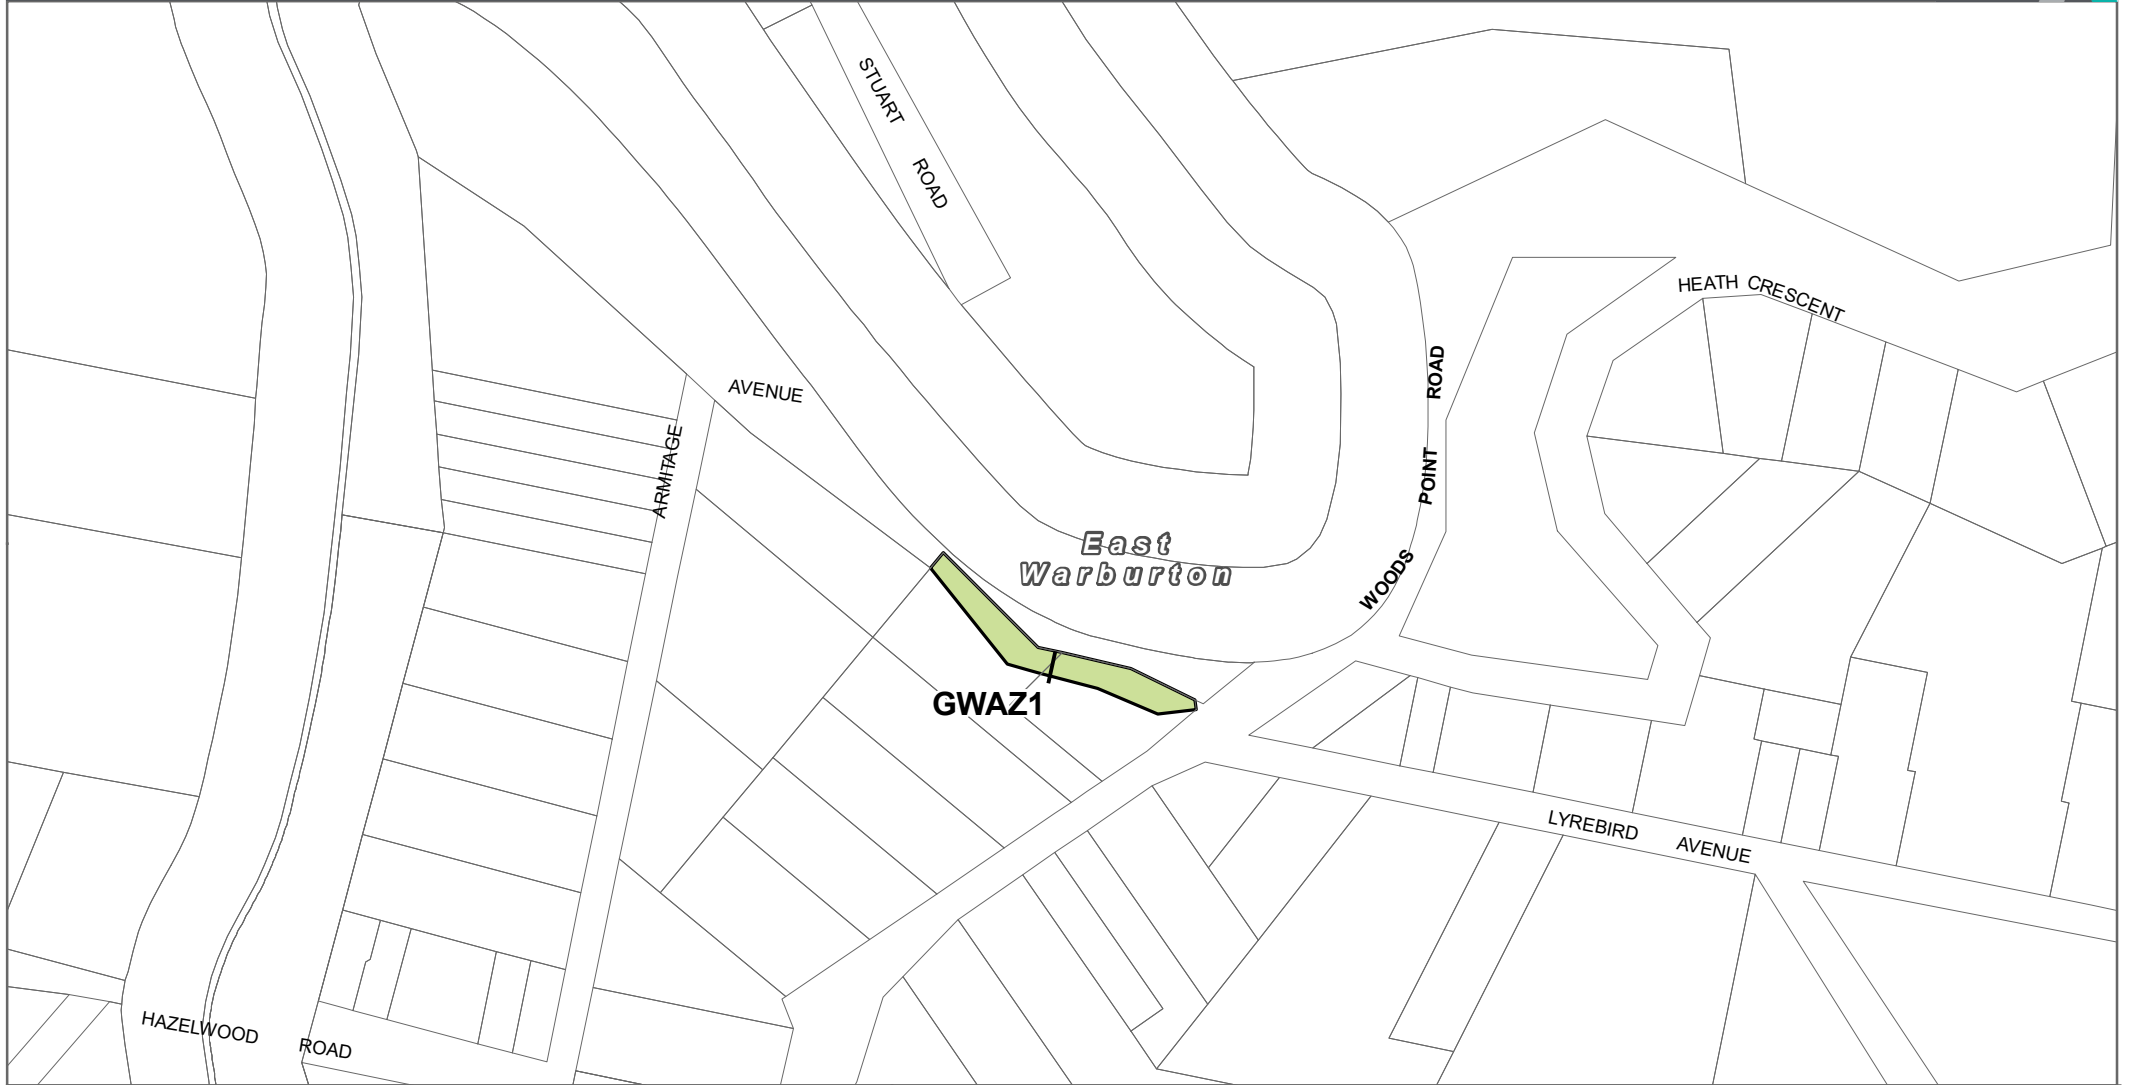 STUART ROAD
HEATH CRESCENT
AVENUE
ARMITAGE
WOODS POINT ROAD
East
Warburton
GWAZ1
LYREBIRD AVENUE
HAZELWOOD ROAD